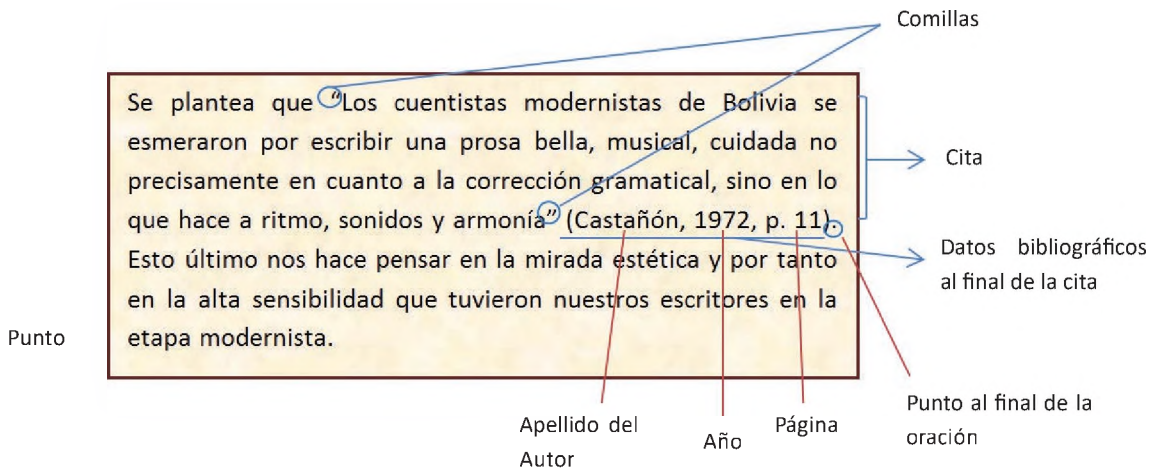 Comillas
Se plantea que “Los cuentistas modernistas de Bolivia se
esmeraron por escribir una prosa bella, musical, cuidada no
precisamente en cuanto a la corrección gramatical, sino en lo
que hace a ritmo, sonidos y armonía” (Castañón, 1972, p. 11).
Esto último nos hace pensar en la mirada estética y por tanto
en la alta sensibilidad que tuvieron nuestros escritores en la
etapa modernista.
Cita
Datos bibliográficos
al final de la cita
Punto
Apellido del
Autor
Año
Página
Punto al final de la
oración